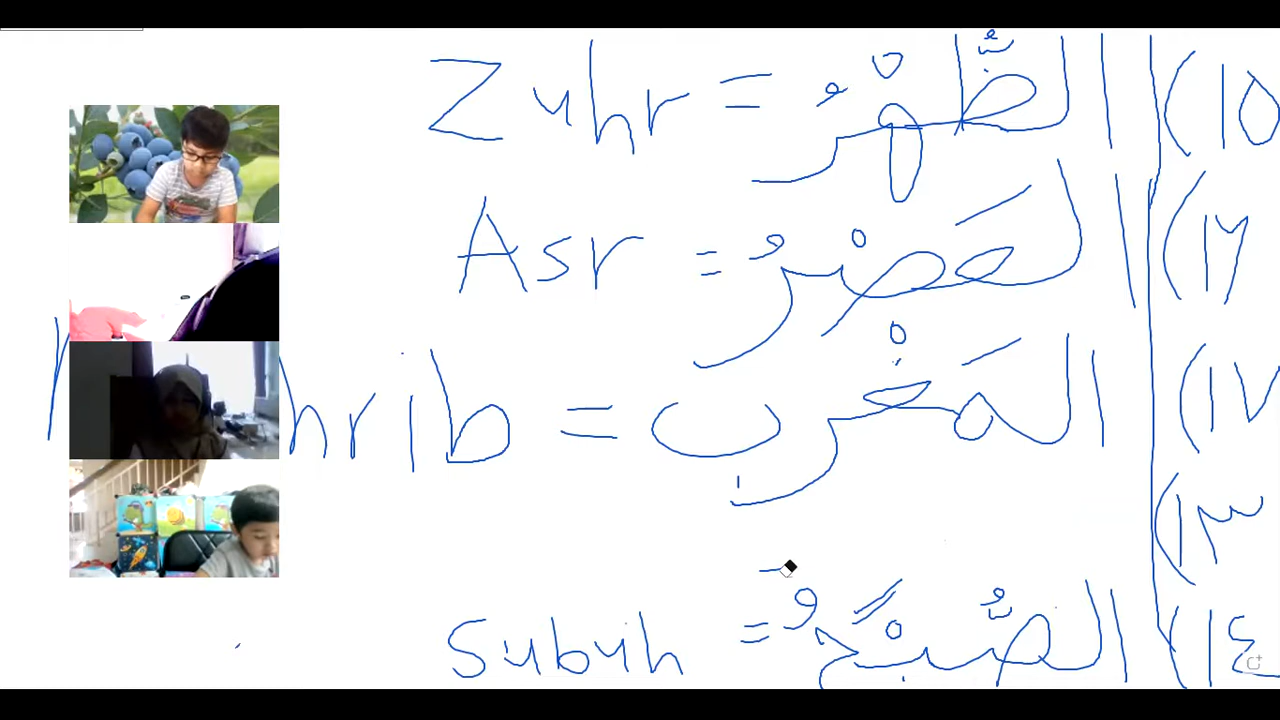 ١٥) الظُّهْرُ = Zuhr
١٦) العَصْرُ = Asr
١٧) المَغْرِب = hrib
١٣)
١٤) الصُّبْحُ = Subuh